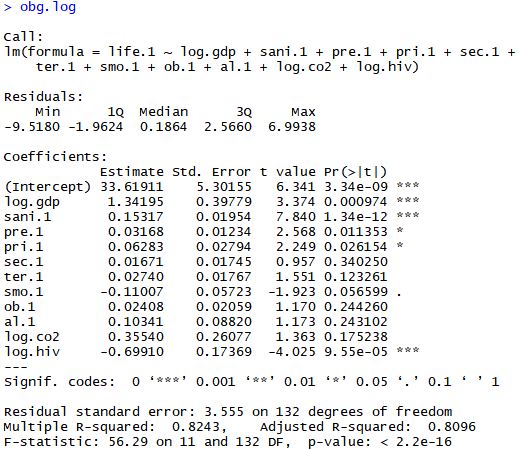 > obg.log
Call:
lm(formula = life.1 ~ log.gdp + sani.1 + pre.1 + pri.1 + sec.1 +
    ter.1 + smo.1 + ob.1 + al.1 + log.co2 + log.hiv)
Residuals:
    Min      1Q  Median      3Q     Max
-9.5180 -1.9624  0.1864  2.5660  6.9938
Coefficients:
            Estimate Std. Error t value Pr(>|t|)
(Intercept) 33.61911    5.30155   6.341 3.34e-09 ***
log.gdp      1.34195    0.39779   3.374 0.000974 ***
sani.1       0.15317    0.01954   7.840 1.34e-12 ***
pre.1        0.03168    0.01234   2.568 0.011353 *
pri.1        0.06283    0.02794   2.249 0.026154 *
sec.1        0.01671    0.01745   0.957 0.340250
ter.1        0.02740    0.01767   1.551 0.123261
smo.1       -0.11007    0.05723  -1.923 0.056599 .
ob.1         0.02408    0.02059   1.170 0.244260
al.1         0.10341    0.08820   1.173 0.243102
log.co2      0.35540    0.26077   1.363 0.175238
log.hiv     -0.69910    0.17369  -4.025 9.55e-05 ***
---
Signif. codes:  0 ‘***’ 0.001 ‘**’ 0.01 ‘*’ 0.05 ‘.’ 0.1 ‘ ’ 1
Residual standard error: 3.555 on 132 degrees of freedom
Multiple R-squared:  0.8243,    Adjusted R-squared:  0.8096
F-statistic: 56.29 on 11 and 132 DF,  p-value: < 2.2e-16